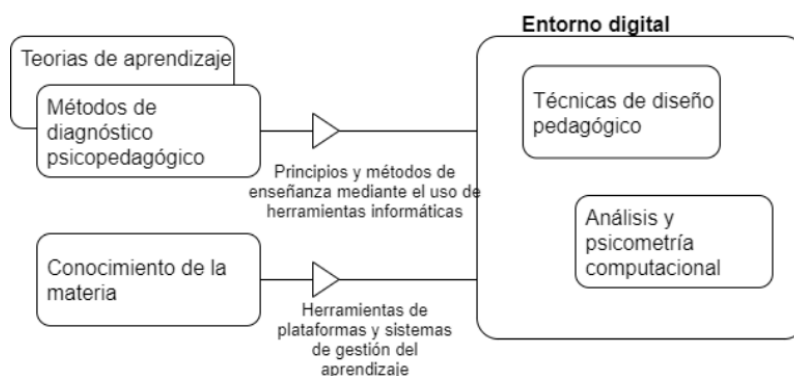 Entorno digital
Teorias de aprendizaje
Métodos de
diagnóstico
psicopedagógico
Principios y métodos de
enseñanza mediante el uso de
herramientas informáticas
Técnicas de diseño
pedagógico
Análisis y
psicometría
computacional
Conocimiento de la
materia
Herramientas de
plataformas y sistemas
de gestión del
aprendizaje